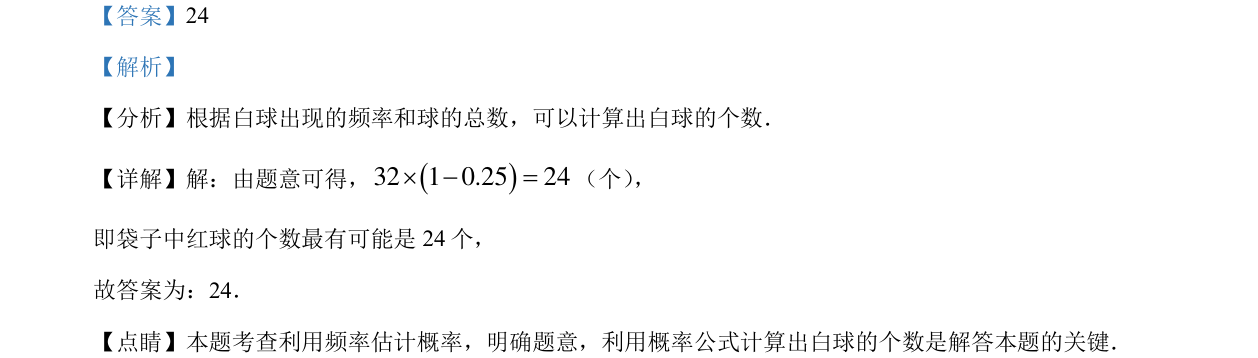 【答案】24
【解析】
【分析】根据白球出现的频率和球的总数，可以计算出白球的个数．
【详解】解：由题意可得，32×(1−0.25)=24（个），
即袋子中红球的个数最有可能是 24 个，
故答案为：24．
【点睛】本题考查利用频率估计概率，明确题意，利用概率公式计算出白球的个数是解答本题的关键．